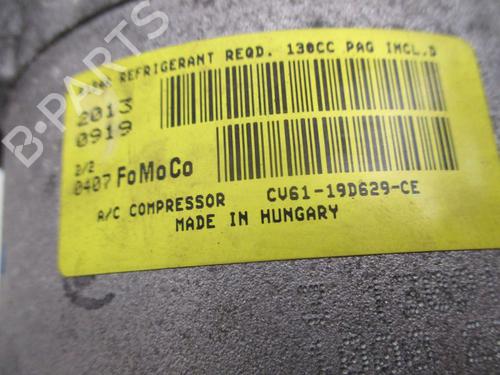 REFRIGERANT REQD. 130CC PAG INCL.D
2013
0919
2/2
0407 FoMoCo
A/C COMPRESSOR CV61-19D629-CE
MADE IN HUNGARY
B-PARTS